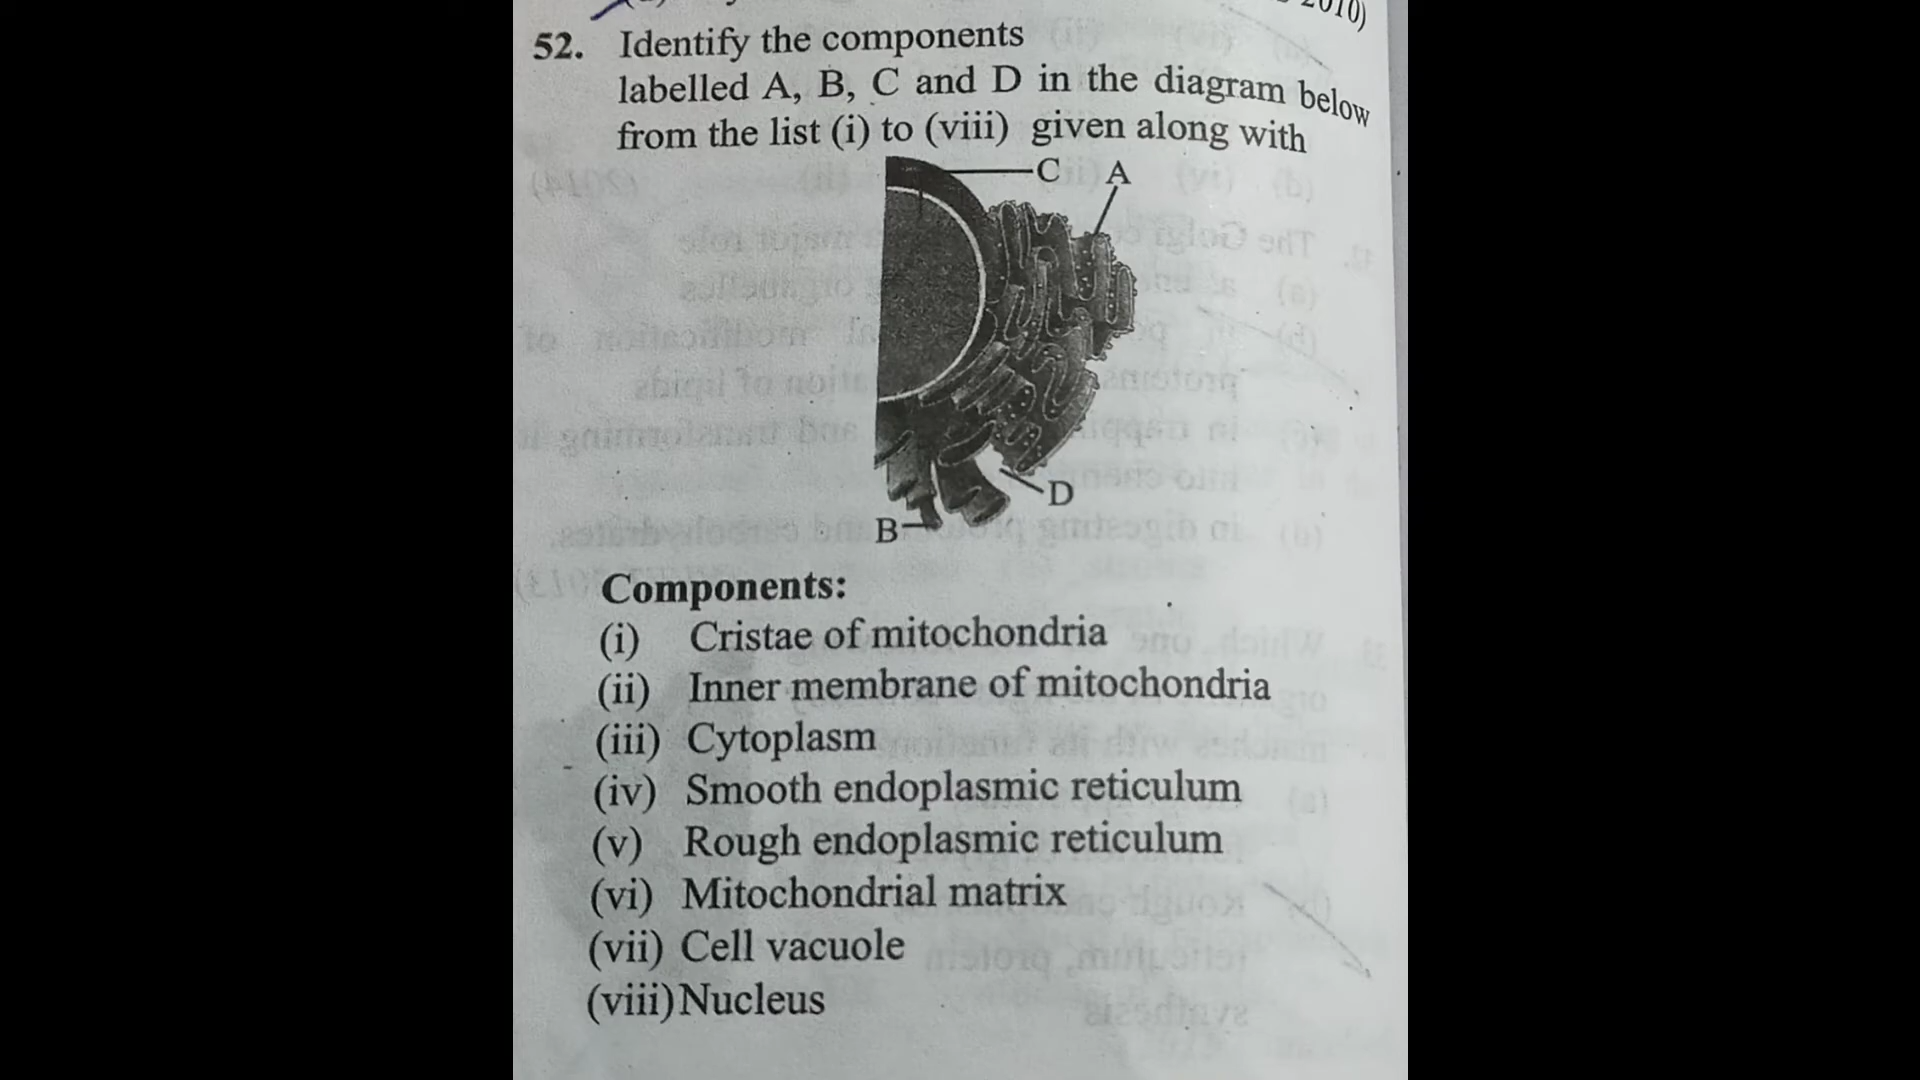 2010)
52. Identify the components
labelled A, B, C and D in the diagram below
from the list (i) to (viii) given along with
C A
D
B
Components:
(i) Cristae of mitochondria
(ii) Inner membrane of mitochondria
(iii) Cytoplasm
(iv) Smooth endoplasmic reticulum
(v) Rough endoplasmic reticulum
(vi) Mitochondrial matrix
(vii) Cell vacuole
(viii) Nucleus